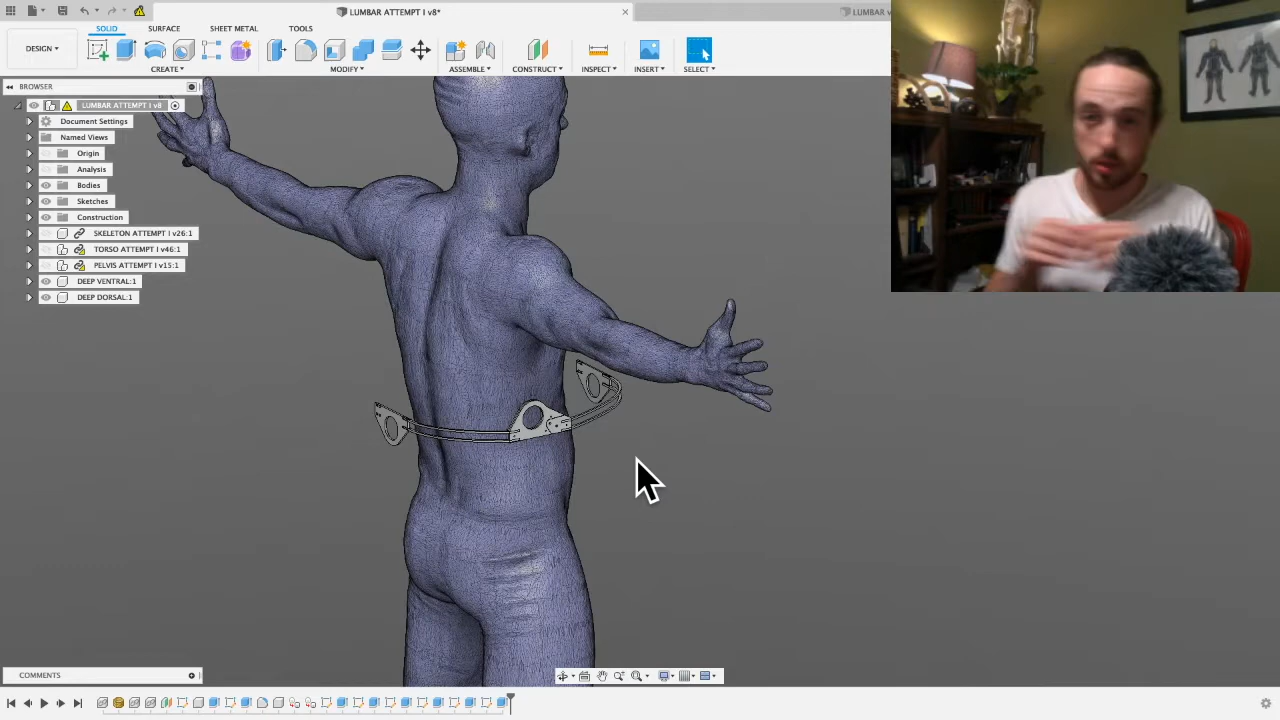 LUMBAR ATTEMPT I v8*
LUMBAR v
DESIGN
SOLID
SURFACE
SHEET METAL
TOOLS
CREATE
MODIFY
ASSEMBLE
CONSTRUCT
INSPECT
INSERT
SELECT
BROWSER
LUMBAR ATTEMPT I v8
Document Settings
Named Views
Origin
Analysis
Bodies
Sketches
Construction
SKELETON ATTEMPT I v26:1
TORSO ATTEMPT I v46:1
PELVIS ATTEMPT I v15:1
DEEP VENTRAL:1
DEEP DORSAL:1
COMMENTS